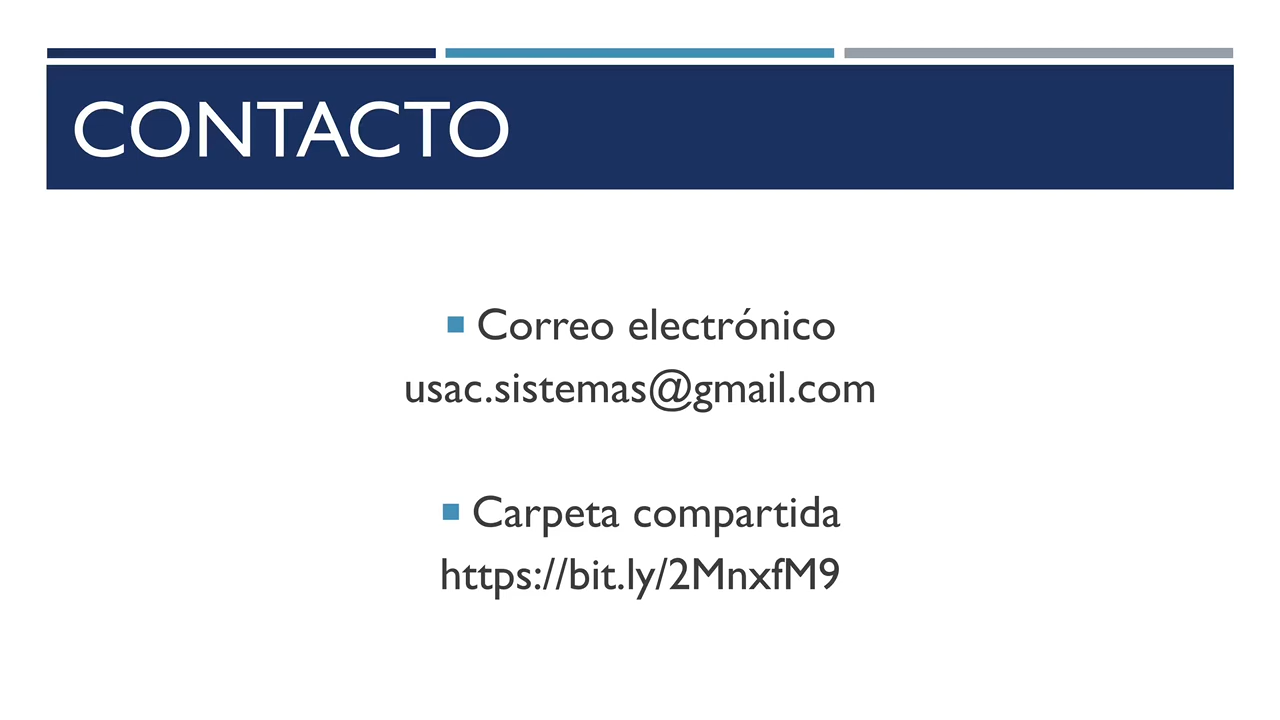 CONTACTO
Correo electrónico
usac.sistemas@gmail.com
Carpeta compartida
https://bit.ly/2MnxfM9